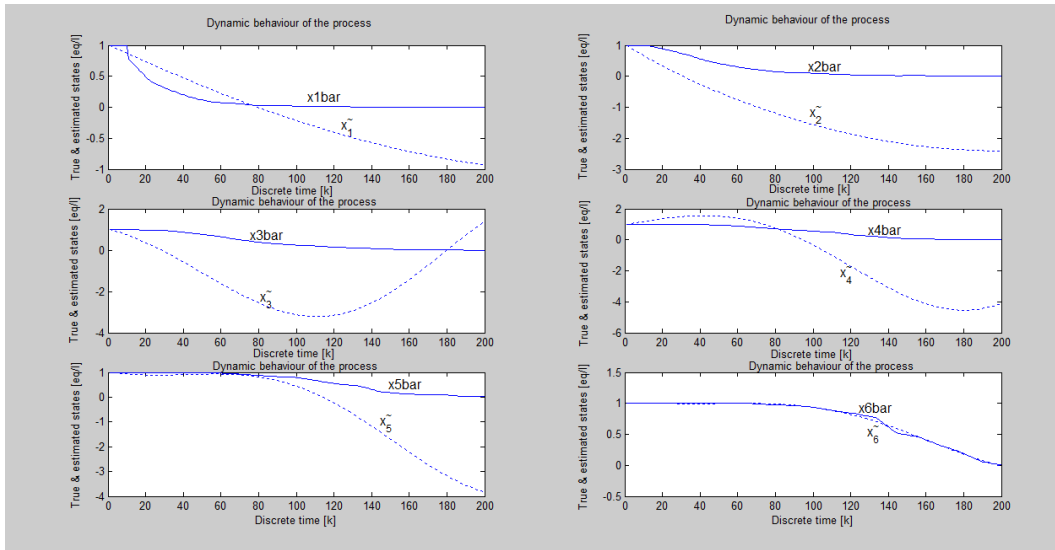 Dynamic behaviour of the process
True & estimated states [eq/l]
1
0.5
0
-0.5
-1
x1bar
x̃1
0 20 40 60 80 100 120 140 160 180 200
Discrete time [k]
Dynamic behaviour of the process
True & estimated states [eq/l]
1
0
-1
-2
-3
x2bar
x̃2
0 20 40 60 80 100 120 140 160 180 200
Discrete time [k]
Dynamic behaviour of the process
True & estimated states [eq/l]
2
0
-2
-4
x3bar
x̃3
0 20 40 60 80 100 120 140 160 180 200
Discrete time [k]
Dynamic behaviour of the process
True & estimated states [eq/l]
2
0
-2
-4
-6
x4bar
x̃4
0 20 40 60 80 100 120 140 160 180 200
Discrete time [k]
Dynamic behaviour of the process
True & estimated states [eq/l]
1
0
-1
-2
-3
-4
x5bar
x̃5
0 20 40 60 80 100 120 140 160 180 200
Discrete time [k]
Dynamic behaviour of the process
True & estimated states [eq/l]
1.5
1
0.5
0
-0.5
x6bar
x̃6
0 20 40 60 80 100 120 140 160 180 200
Discrete time [k]